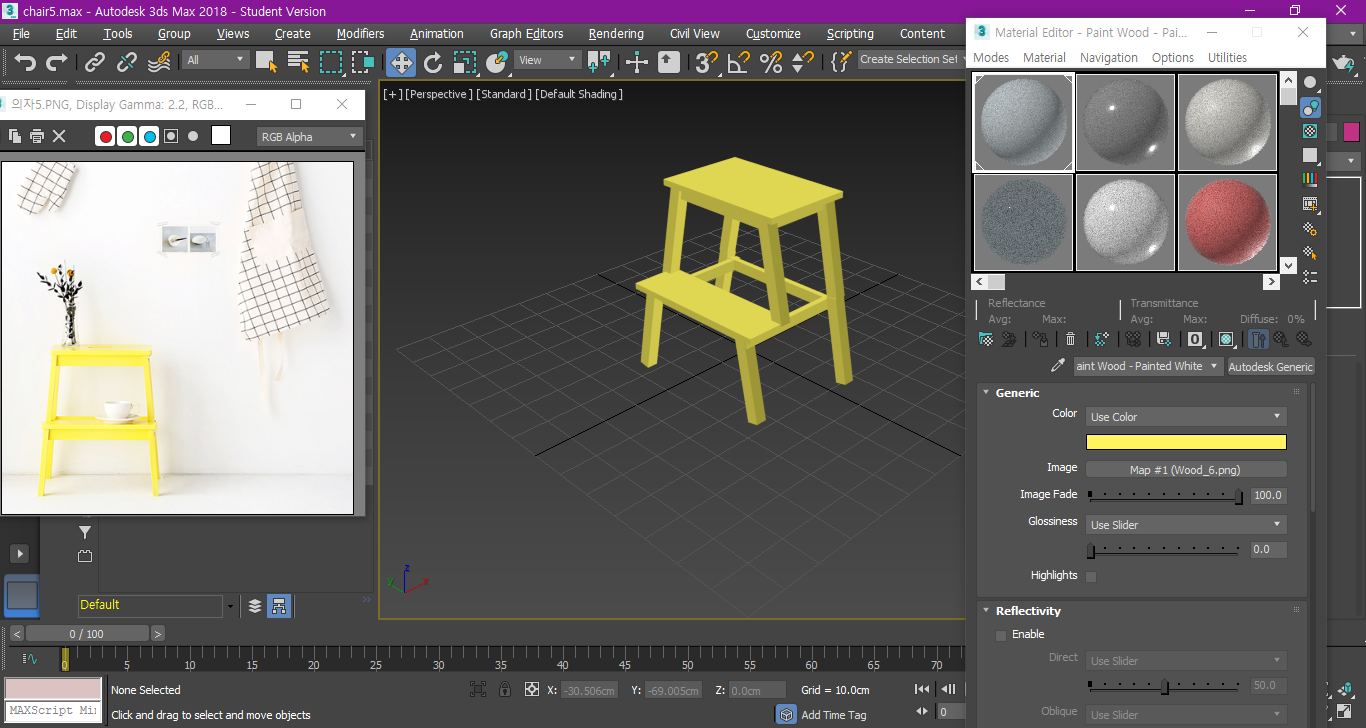 chair5.max - Autodesk 3ds Max 2018 - Student Version
File Edit Tools Group Views Create Modifiers Animation Graph Editors Rendering Civil View Customize Scripting Content
All View 3 Create Selection Set
Material Editor - Paint Wood - Pai...
Modes Material Navigation Options Utilities
의자5.PNG, Display Gamma: 2.2, RGB...
RGB Alpha
[+] [Perspective] [Standard] [Default Shading]
Reflectance
Avg: Max:
Transmittance
Avg: Max: Diffuse: 0%
0
aint Wood - Painted White Autodesk Generic
Generic
Color Use Color
Image Map #1 (Wood_6.png)
Image Fade 100.0
Glossiness Use Slider
0.0
Highlights
Reflectivity
Enable
Direct Use Slider
50.0
Oblique Use Slider
z
y x
Default
< 0 / 100 >
0 5 10 15 20 25 30 35 40 45 50 55 60 65 70
None Selected X: -30.506cm Y: -69.005cm Z: 0.0cm Grid = 10.0cm
MAXScript Mi
Click and drag to select and move objects
Add Time Tag
0